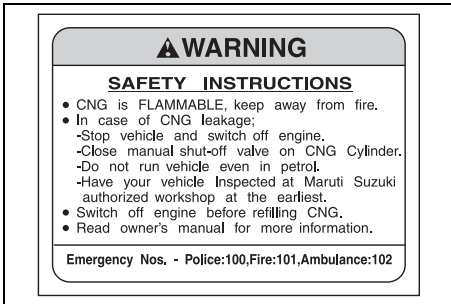 WARNING
SAFETY INSTRUCTIONS
• CNG is FLAMMABLE, keep away from fire.
• In case of CNG leakage;
-Stop vehicle and switch off engine.
-Close manual shut-off valve on CNG Cylinder.
-Do not run vehicle even in petrol.
-Have your vehicle Inspected at Maruti Suzuki
authorized workshop at the earliest.
• Switch off engine before refilling CNG.
• Read owner's manual for more information.
Emergency Nos. - Police:100,Fire:101,Ambulance:102